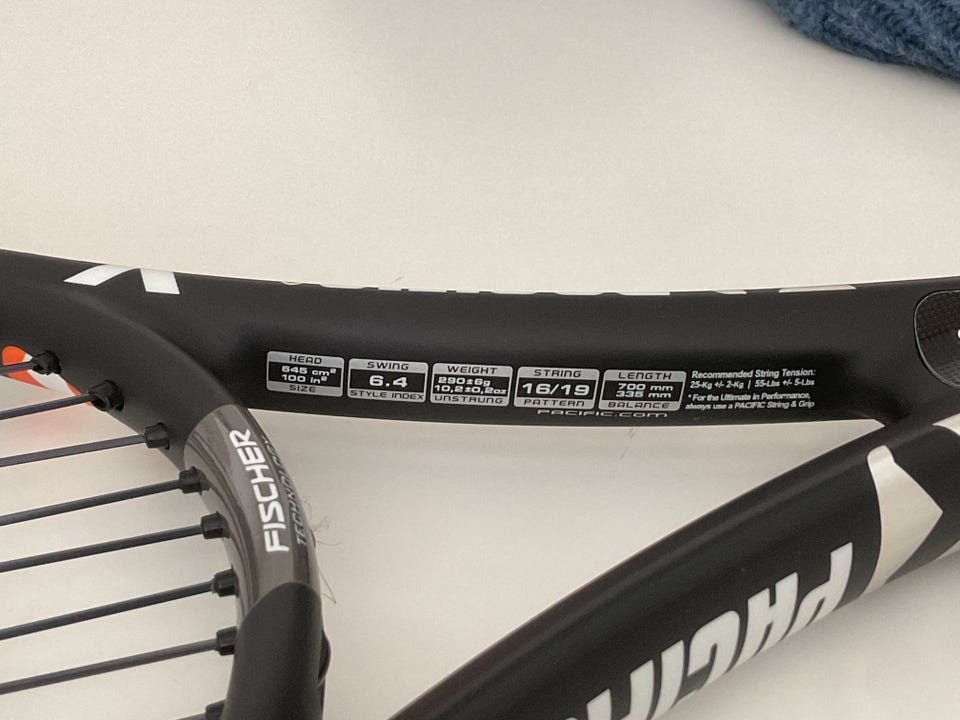 HEAD
645 cm²
100 in²
SIZE
SWING
6.4
STYLE INDEX
WEIGHT
290±6g
10,2±0,2oz
UNSTRUNG
STRING
16/19
PATTERN
LENGTH
700 mm
335 mm
BALANCE
PACIFIC.COM
Recommended String Tension:
25-Kg +/- 2-Kg | 55-Lbs +/- 5-Lbs
* For the Ultimate in Performance,
always use a PACIFIC String & Grip
FISCHER
TECHNOLOGY
PACIFIC